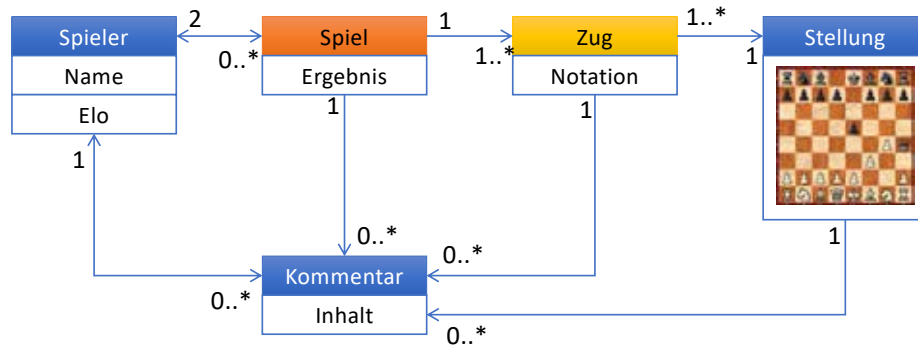 2
1
1..*
Spieler
Spiel
Zug
Stellung
0..*
1..*
1
Name
Ergebnis
Notation
Elo
1
1
1
1
0..*
0..*
Kommentar
0..*
Inhalt
0..*